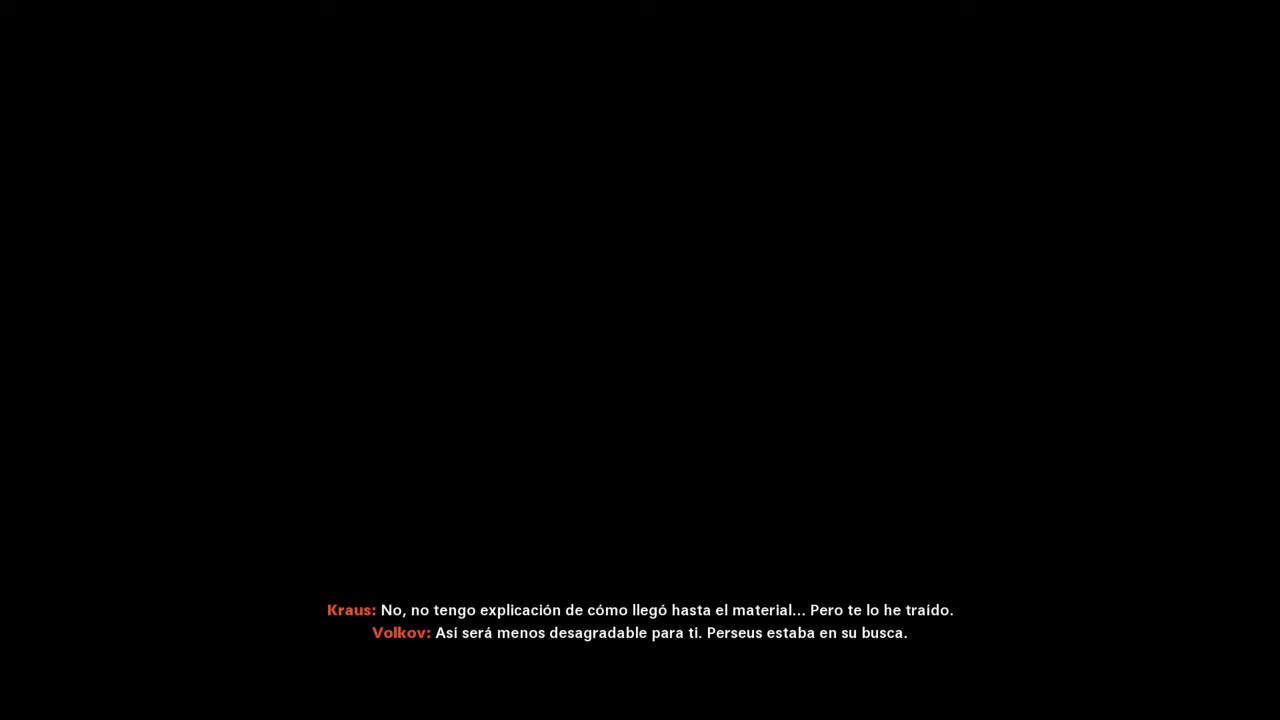 Kraus: No, no tengo explicación de cómo llegó hasta el material... Pero te lo he traído.
Volkov: Así será menos desagradable para ti. Perseus estaba en su busca.